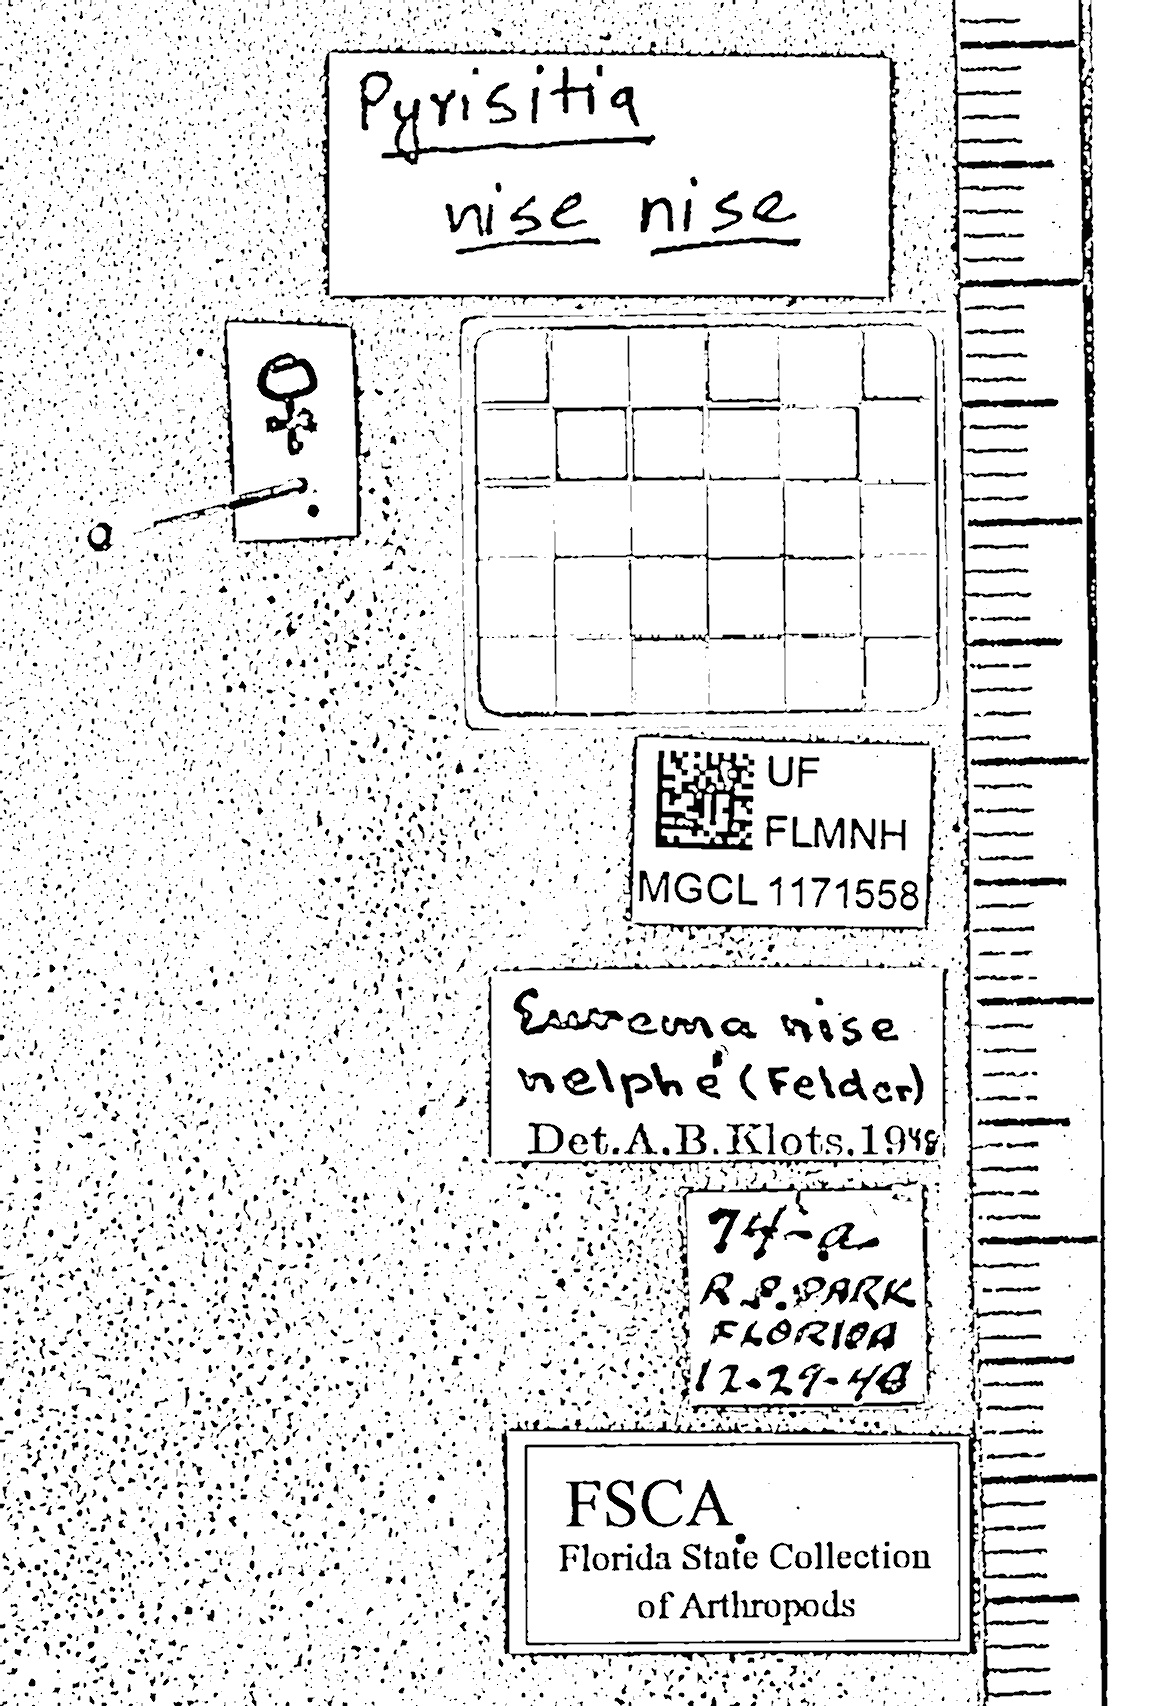 Pyrisitia
nise nise
♀
UF
FLMNH
MGCL 1171558
Eurema nise
nelphe (Felder)
Det.A.B.Klots.1948
74-a
R.P. PARK
FLORIDA
12-29-48
FSCA
Florida State Collection
of Arthropods